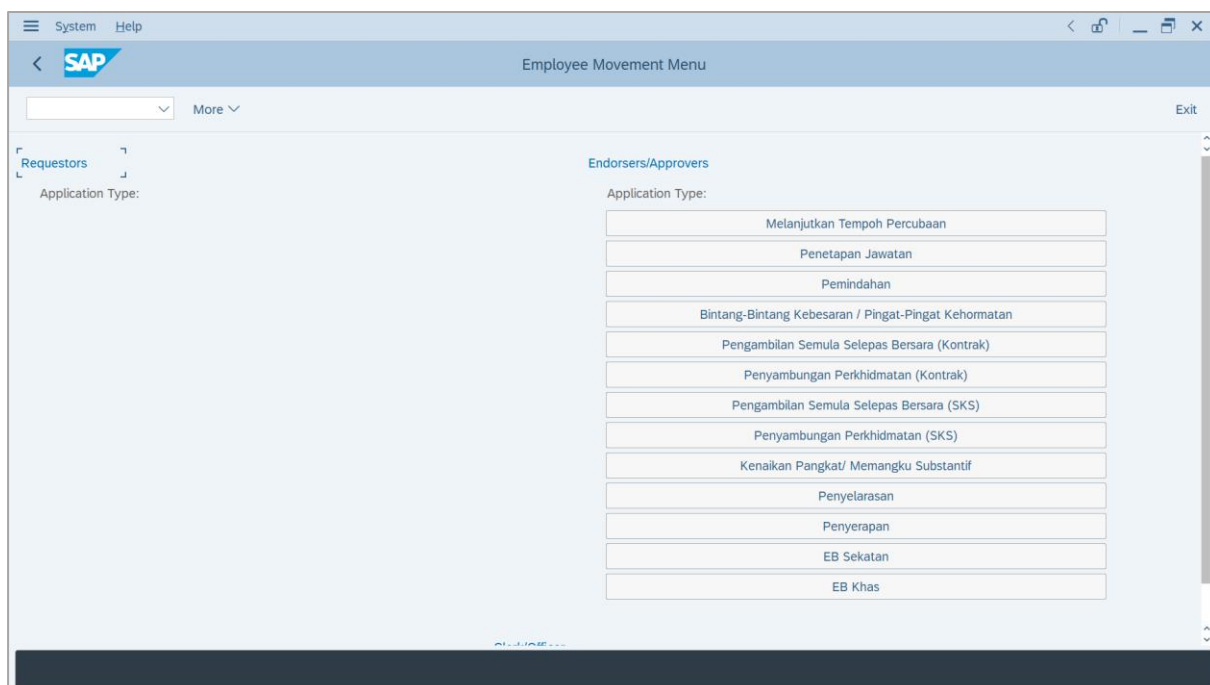 System Help
SAP
Employee Movement Menu
More
Exit
Requestors
Application Type:
Endorsers/Approvers
Application Type:
Melanjutkan Tempoh Percubaan
Penetapan Jawatan
Pemindahan
Bintang-Bintang Kebesaran / Pingat-Pingat Kehormatan
Pengambilan Semula Selepas Bersara (Kontrak)
Penyambungan Perkhidmatan (Kontrak)
Pengambilan Semula Selepas Bersara (SKS)
Penyambungan Perkhidmatan (SKS)
Kenaikan Pangkat/ Memangku Substantif
Penyelarasan
Penyerapan
EB Sekatan
EB Khas